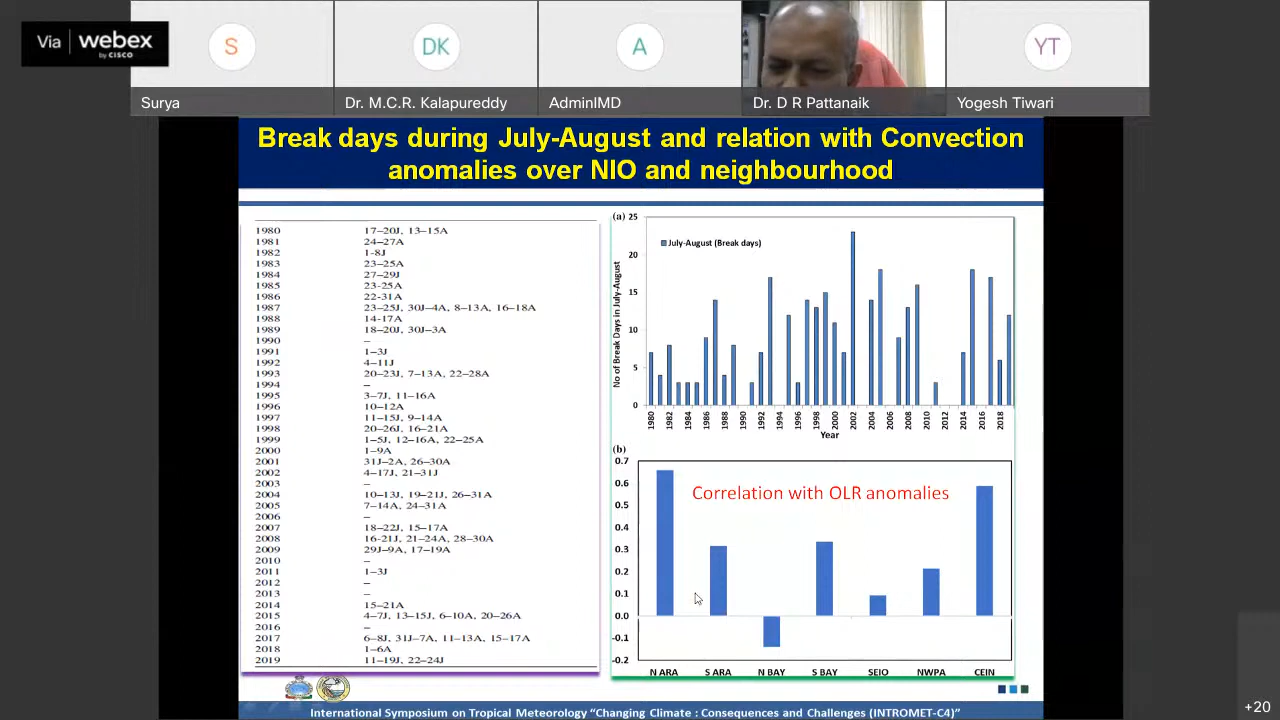 Via webex
by CISCO
S
DK
A
YT
Surya
Dr. M.C.R. Kalapureddy
AdminIMD
Dr. D R Pattanaik
Yogesh Tiwari
Break days during July-August and relation with Convection
anomalies over NIO and neighbourhood
1980 17–20J, 13–15A
1981 24–27A
1982 1-8J
1983 23–25A
1984 27–29J
1985 23-25A
1986 22-31A
1987 23–25J, 30J–4A, 8–13A, 16–18A
1988 14-17A
1989 18–20J, 30J–3A
1990 –
1991 1–3J
1992 4–11J
1993 20–23J, 7–13A, 22–28A
1994 –
1995 3–7J, 11–16A
1996 10–12A
1997 11–15J, 9–14A
1998 20–26J, 16–21A
1999 1–5J, 12–16A, 22–25A
2000 1–9A
2001 31J–2A, 26–30A
2002 4–17J, 21–31J
2003 –
2004 10–13J, 19–21J, 26–31A
2005 7–14A, 24–31A
2006 –
2007 18–22J, 15–17A
2008 16-21J, 21–24A, 28–30A
2009 29J–9A, 17–19A
2010 –
2011 1–3J
2012 –
2013 –
2014 15–21A
2015 4–7J, 13–15J, 6–10A, 20–26A
2016 –
2017 6–8J, 31J–7A, 11–13A, 15–17A
2018 1–6A
2019 11–19J, 22–24J
(a)
25
20
15
10
5
0
No of Break Days in July-August
July-August (Break days)
1980 1982 1984 1986 1988 1990 1992 1994 1996 1998 2000 2002 2004 2006 2008 2010 2012 2014 2016 2018
Year
(b)
0.7
0.6
0.5
0.4
0.3
0.2
0.1
0.0
-0.1
-0.2
Correlation with OLR anomalies
N ARA S ARA N BAY S BAY SEIO NWPA CEIN
International Symposium on Tropical Meteorology “Changing Climate : Consequences and Challenges (INTROMET-C4)”
+20